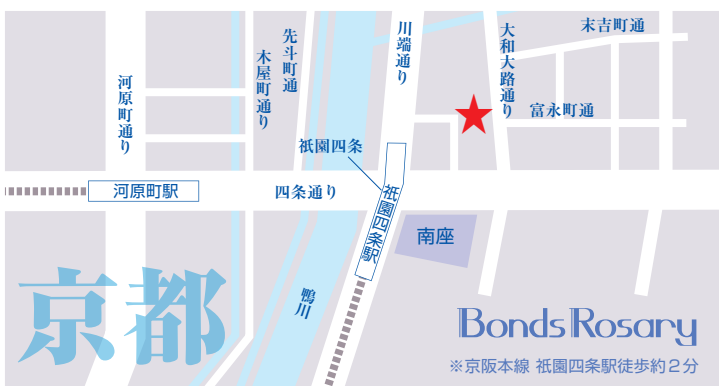 末吉町通
川端通り
大和大路通り
先斗町通
木屋町通り
河原町通り
富永町通
祇園四条
河原町駅
四条通り
祇園四条駅
南座
京都
鴨川
Bonds Rosary
※京阪本線 祇園四条駅徒歩約２分